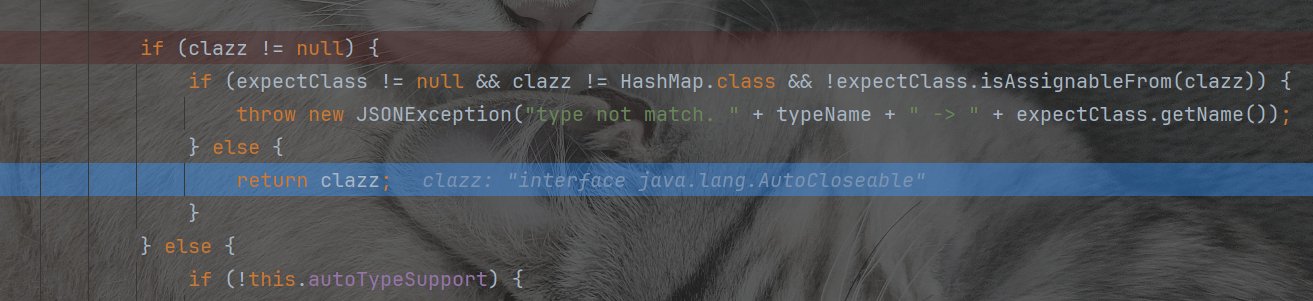 if (clazz != null) {
if (expectClass != null && clazz != HashMap.class && !expectClass.isAssignableFrom(clazz)) {
throw new JSONException("type not match. " + typeName + " -> " + expectClass.getName());
} else {
return clazz; clazz: "interface java.lang.AutoCloseable"
}
} else {
if (!this.autoTypeSupport) {